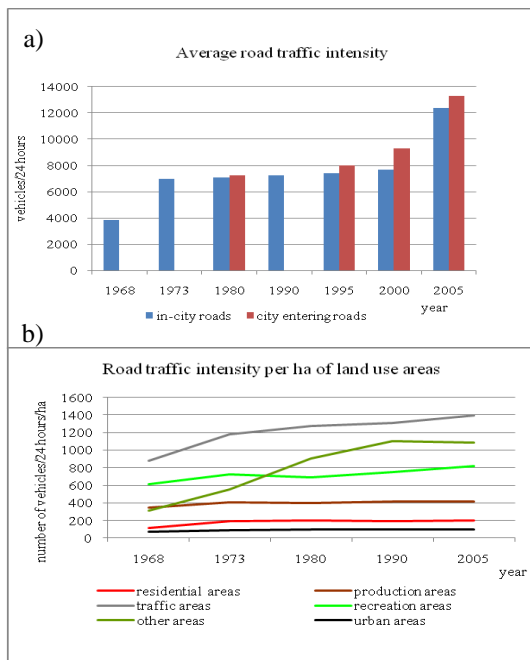 a)
Average road traffic intensity
vehicles/24 hours
14000
12000
10000
8000
6000
4000
2000
0
1968 1973 1980 1990 1995 2000 2005
year
in-city roads city entering roads
b)
Road traffic intensity per ha of land use areas
number of vehicles/24 hours/ha
1600
1400
1200
1000
800
600
400
200
0
1968 1973 1980 1990 2005
year
residential areas production areas
traffic areas recreation areas
other areas urban areas